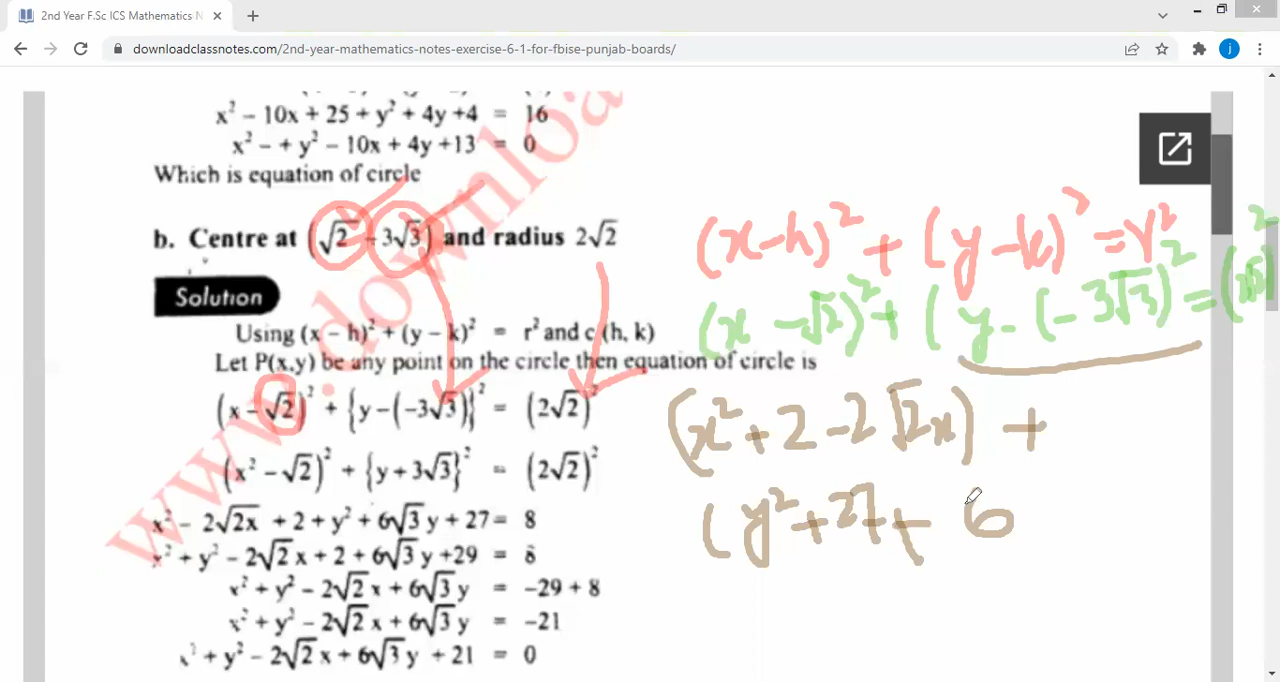 2nd Year F.Sc ICS Mathematics N
downloadclassnotes.com/2nd-year-mathematics-notes-exercise-6-1-for-fbise-punjab-boards/
j
x² − 10x + 25 + y² + 4y +4 = 16
x² − + y² − 10x + 4y +13 = 0
Which is equation of circle
b. Centre at (√2 − 3√3) and radius 2√2
Solution
Using (x − h)² + (y − k)² = r² and c (h, k)
Let P(x,y) be any point on the circle then equation of circle is
(x − √2)² + {y − (−3√3)}² = (2√2)²
(x² − √2)² + {y + 3√3}² = (2√2)²
x² − 2√2x + 2 + y² + 6√3 y + 27 = 8
x² + y² − 2√2 x + 2 + 6√3 y +29 = 8
x² + y² − 2√2 x + 6√3 y = −29 + 8
x² + y² − 2√2 x + 6√3 y = −21
x² + y² − 2√2 x + 6√3 y + 21 = 0
www.downloa
(x−h)² + (y−k)² = r²
(x −√2)² + (y − (−3√3)² = (
(x² + 2 − 2√2x) +
(y² + 27 + 6